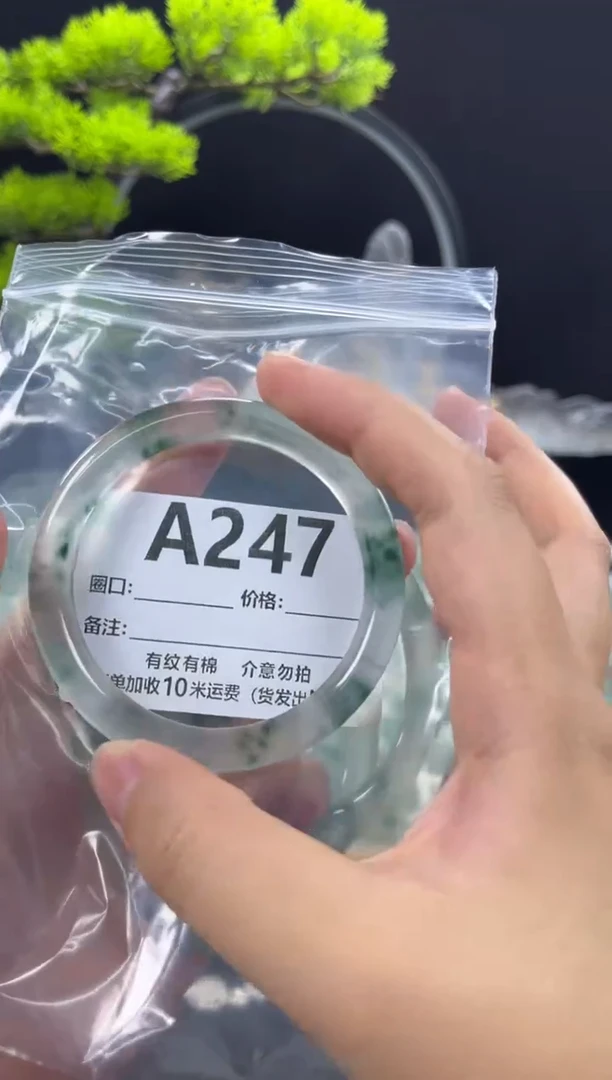 A247
圈口:
价格:
备注:
有纹有棉 介意勿拍
单加收10米运费（货发出